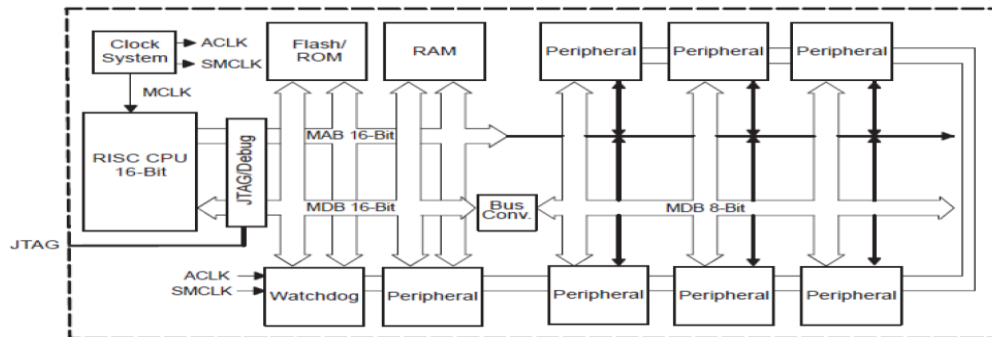 Clock
System
ACLK
SMCLK
MCLK
Flash/
ROM
RAM
Peripheral
Peripheral
Peripheral
RISC CPU
16-Bit
JTAG/Debug
MAB 16-Bit
MDB 16-Bit
Bus
Conv.
MDB 8-Bit
JTAG
ACLK
SMCLK
Watchdog
Peripheral
Peripheral
Peripheral
Peripheral